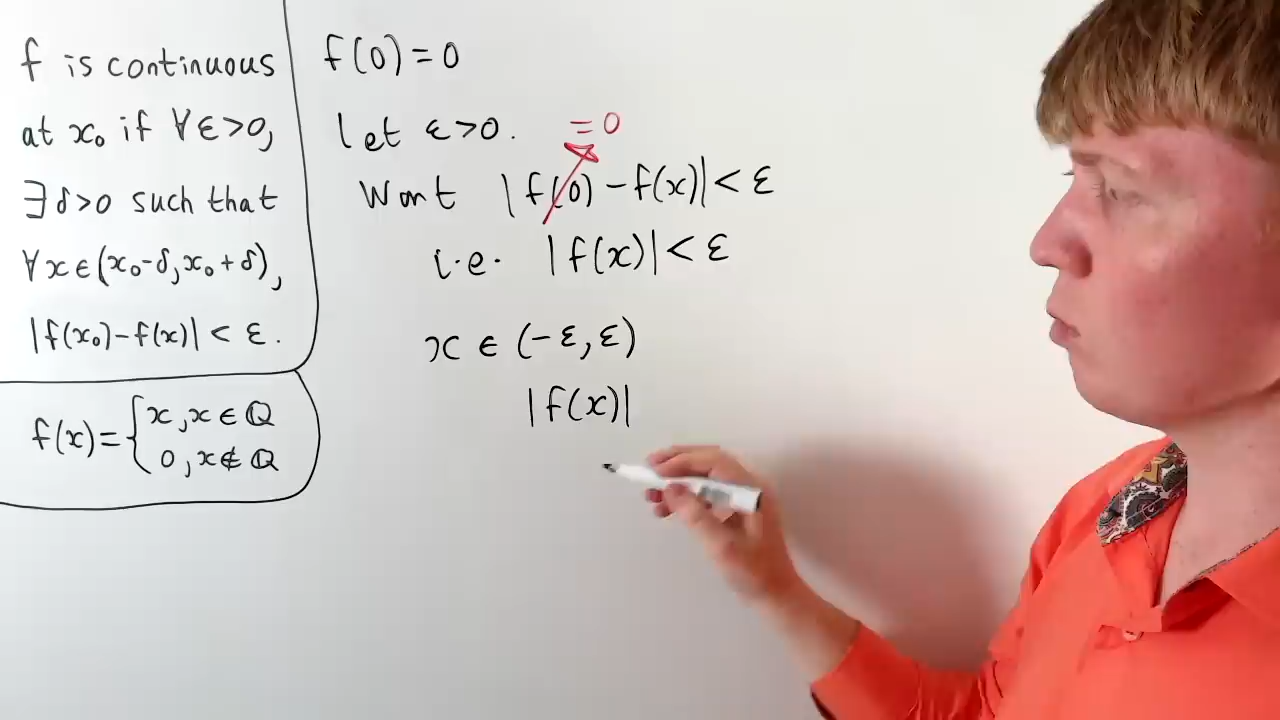 f is continuous
at x₀ if ∀ε>0,
∃δ>0 such that
∀x∈(x₀-δ,x₀+δ),
|f(x₀)-f(x)| < ε.
f(x)={x, x∈ℚ
0, x∉ℚ
f(0)=0
Let ε>0.
=0
Want |f(0)-f(x)| < ε
i.e. |f(x)| < ε
x ∈ (-ε, ε)
|f(x)|